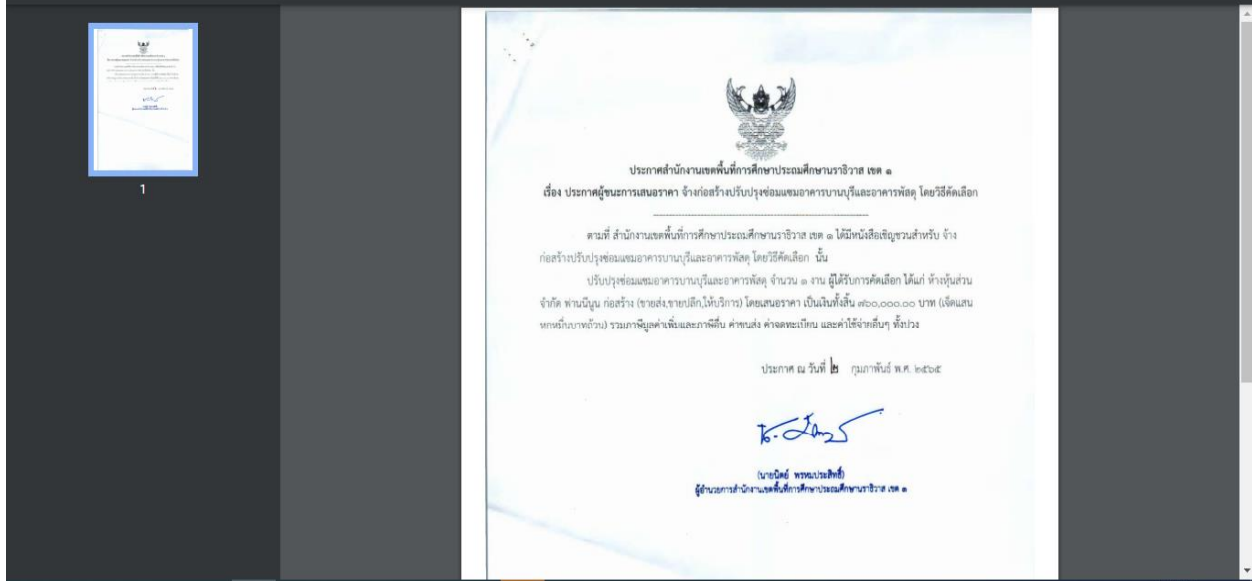 ประกาศสำนักงานเขตพื้นที่การศึกษาประถมศึกษานราธิวาส เขต ๑
เรื่อง ประกาศผู้ชนะการเสนอราคา จ้างก่อสร้างปรับปรุงซ่อมแซมอาคารบานบุรีและอาคารพัสดุ โดยวิธีคัดเลือก
ตามที่ สำนักงานเขตพื้นที่การศึกษาประถมศึกษานราธิวาส เขต ๑ ได้มีหนังสือเชิญชวนสำหรับ จ้าง
ก่อสร้างปรับปรุงซ่อมแซมอาคารบานบุรีและอาคารพัสดุ โดยวิธีคัดเลือก นั้น
ปรับปรุงซ่อมแซมอาคารบานบุรีและอาคารพัสดุ จำนวน ๑ งาน ผู้ได้รับการคัดเลือก ได้แก่ ห้างหุ้นส่วน
จำกัด ฟานนีนูน ก่อสร้าง (ขายส่ง,ขายปลีก,ให้บริการ) โดยเสนอราคา เป็นเงินทั้งสิ้น ๗๖๐,๐๐๐.๐๐ บาท (เจ็ดแสน
หกหมื่นบาทถ้วน) รวมภาษีมูลค่าเพิ่มและภาษีอื่น ค่าขนส่ง ค่าจดทะเบียน และค่าใช้จ่ายอื่นๆ ทั้งปวง
ประกาศ ณ วันที่ ๒ กุมภาพันธ์ พ.ศ. ๒๕๖๕
(นายนิตย์ พรหมประสิทธิ์)
ผู้อำนวยการสำนักงานเขตพื้นที่การศึกษาประถมศึกษานราธิวาส เขต ๑
1